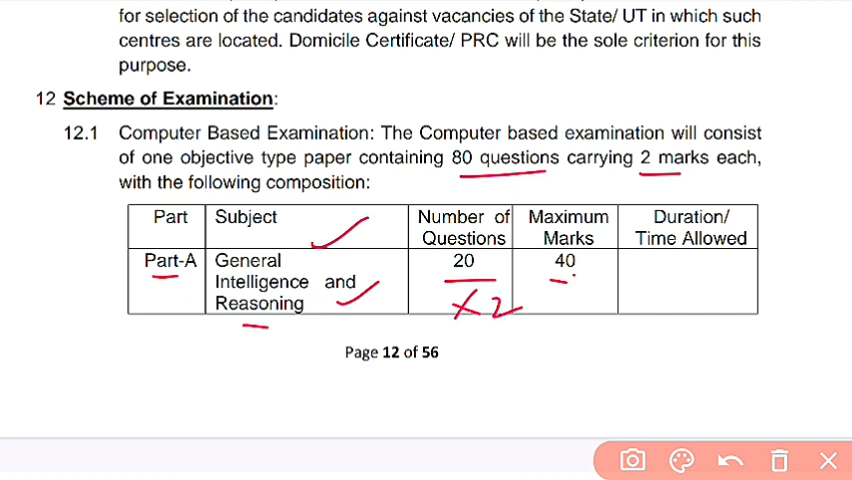 for selection of the candidates against vacancies of the State/ UT in which such
centres are located. Domicile Certificate/ PRC will be the sole criterion for this
purpose.
12 Scheme of Examination:
12.1 Computer Based Examination: The Computer based examination will consist
of one objective type paper containing 80 questions carrying 2 marks each,
with the following composition:
Part Subject Number of Questions Maximum Marks Duration/ Time Allowed
Part-A General Intelligence and Reasoning 20 40
×2
Page 12 of 56